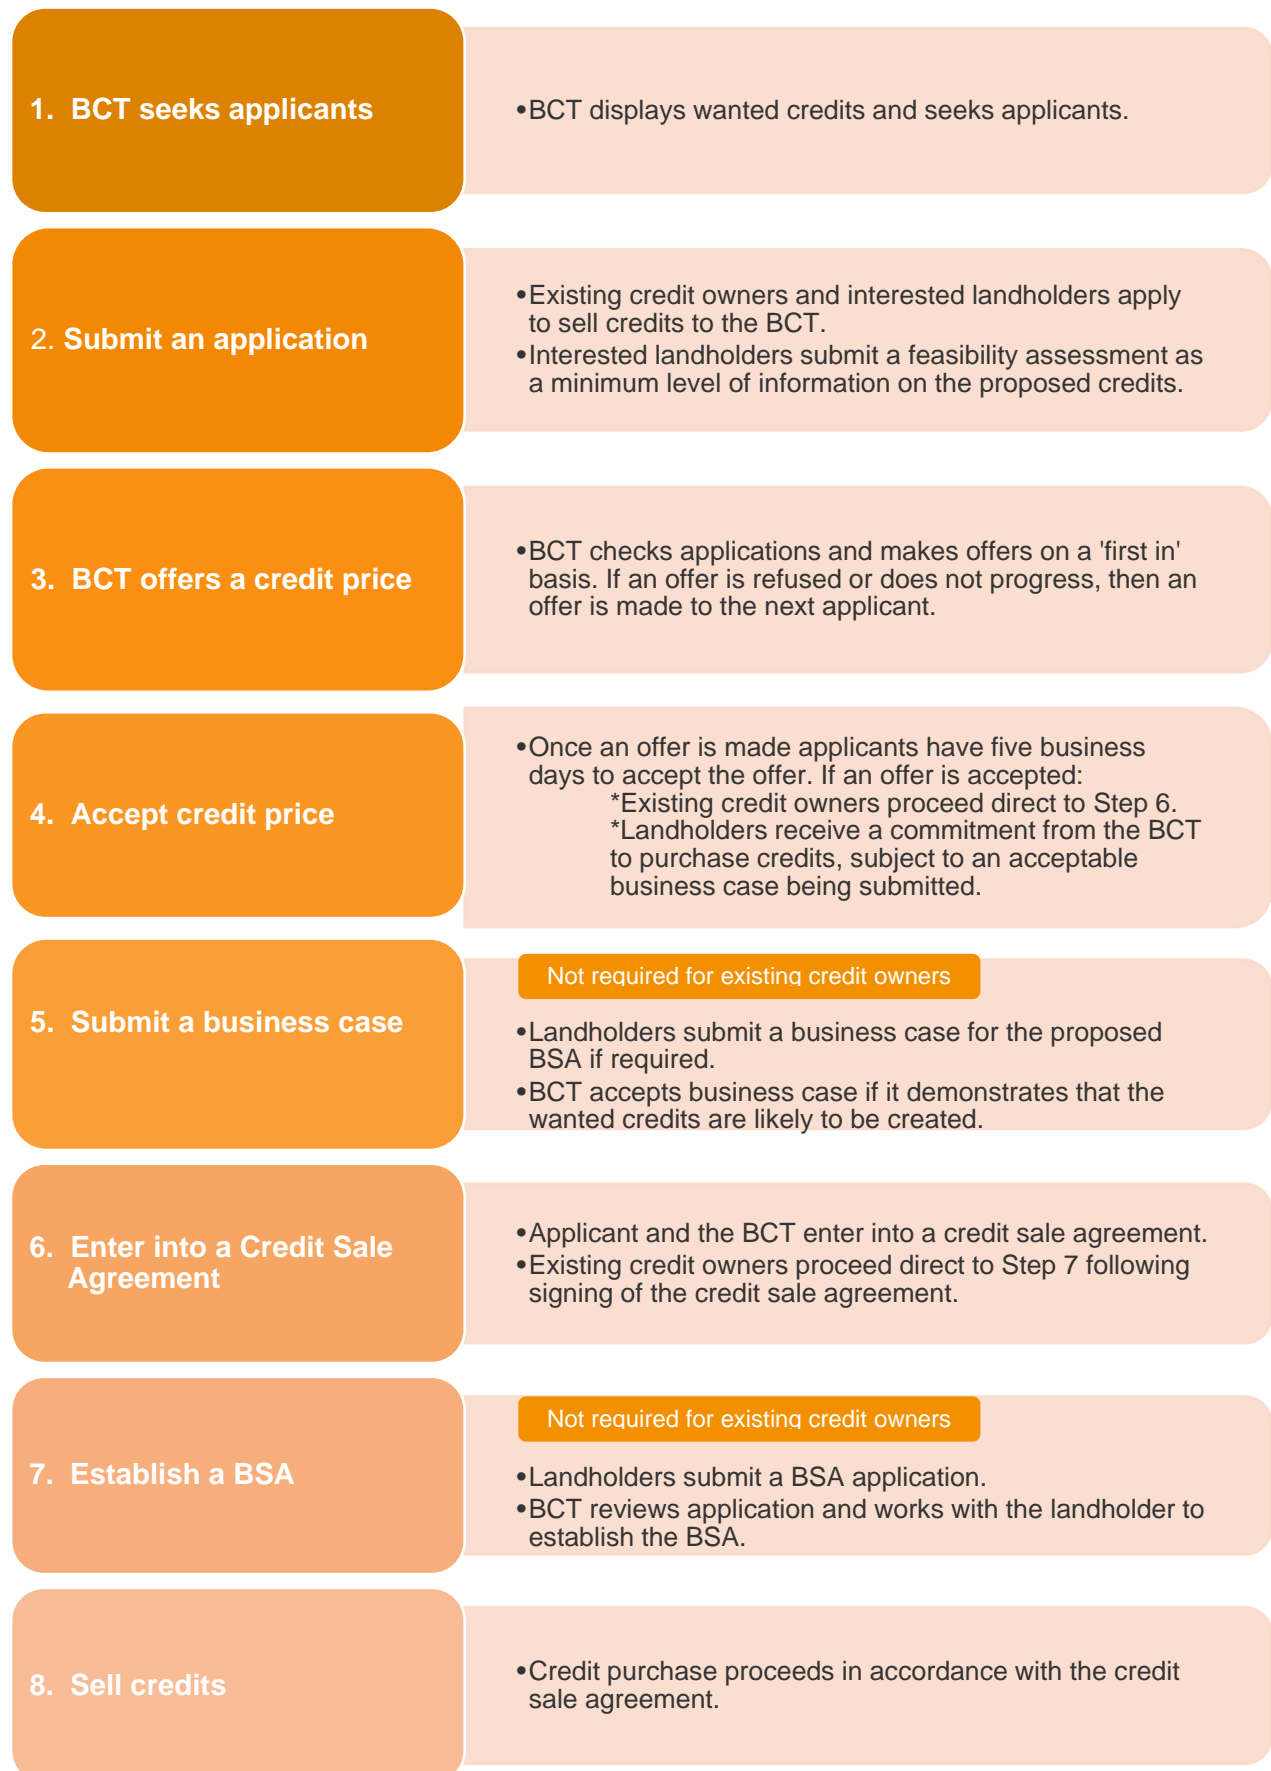 1. BCT seeks applicants
•BCT displays wanted credits and seeks applicants.
2. Submit an application
•Existing credit owners and interested landholders apply
to sell credits to the BCT.
•Interested landholders submit a feasibility assessment as
a minimum level of information on the proposed credits.
3. BCT offers a credit price
•BCT checks applications and makes offers on a 'first in'
basis. If an offer is refused or does not progress, then an
offer is made to the next applicant.
4. Accept credit price
•Once an offer is made applicants have five business
days to accept the offer. If an offer is accepted:
*Existing credit owners proceed direct to Step 6.
*Landholders receive a commitment from the BCT
to purchase credits, subject to an acceptable
business case being submitted.
5. Submit a business case
Not required for existing credit owners
•Landholders submit a business case for the proposed
BSA if required.
•BCT accepts business case if it demonstrates that the
wanted credits are likely to be created.
6. Enter into a Credit Sale
Agreement
•Applicant and the BCT enter into a credit sale agreement.
•Existing credit owners proceed direct to Step 7 following
signing of the credit sale agreement.
7. Establish a BSA
Not required for existing credit owners
•Landholders submit a BSA application.
•BCT reviews application and works with the landholder to
establish the BSA.
8. Sell credits
•Credit purchase proceeds in accordance with the credit
sale agreement.